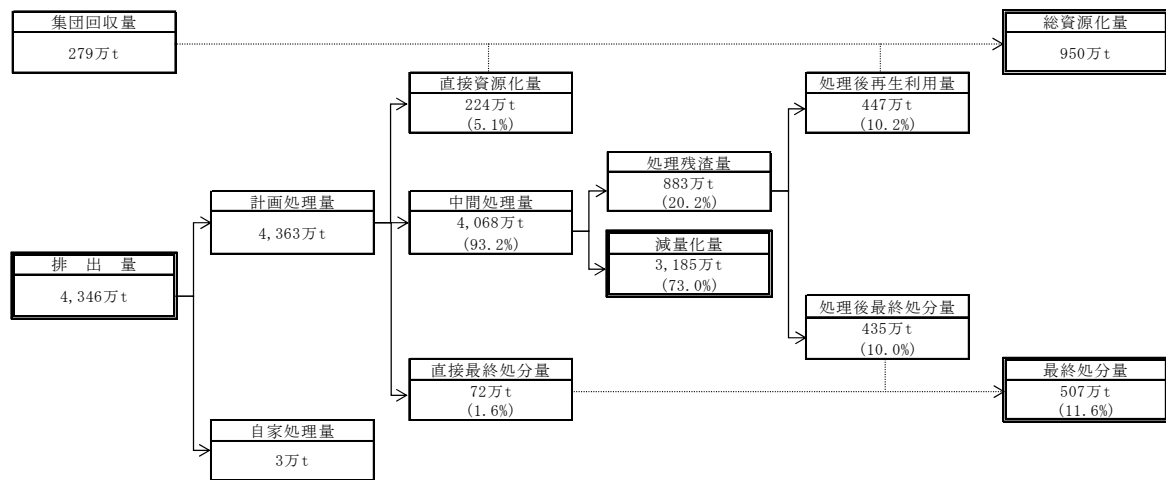 集団回収量
279万t
総資源化量
950万t
直接資源化量
224万t
(5.1%)
処理後再生利用量
447万t
(10.2%)
処理残渣量
883万t
(20.2%)
計画処理量
4,363万t
中間処理量
4,068万t
(93.2%)
減量化量
3,185万t
(73.0%)
排 出 量
4,346万t
処理後最終処分量
435万t
(10.0%)
直接最終処分量
72万t
(1.6%)
最終処分量
507万t
(11.6%)
自家処理量
3万t